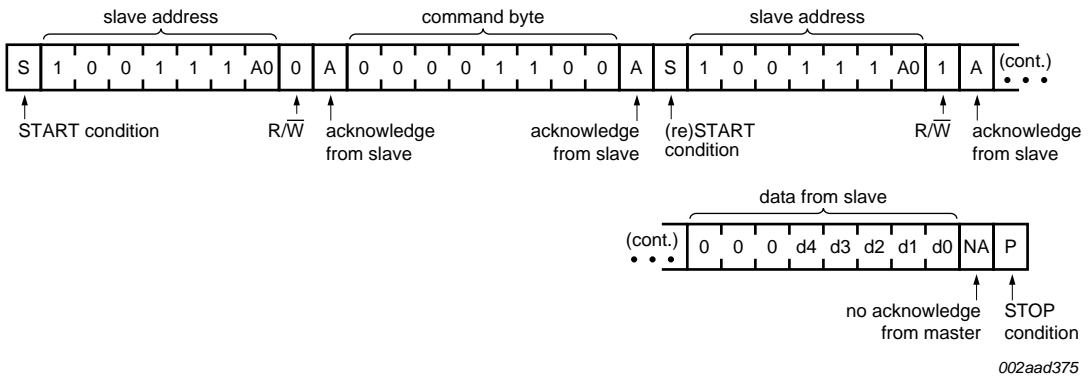 slave address command byte slave address
S 1 0 0 1 1 1 A0 0 A 0 0 0 0 1 1 0 0 A S 1 0 0 1 1 1 A0 1 A (cont.)
START condition R/W̅ acknowledge from slave acknowledge from slave (re)START condition R/W̅ acknowledge from slave
data from slave
(cont.) 0 0 0 d4 d3 d2 d1 d0 NA P
no acknowledge from master STOP condition
002aad375